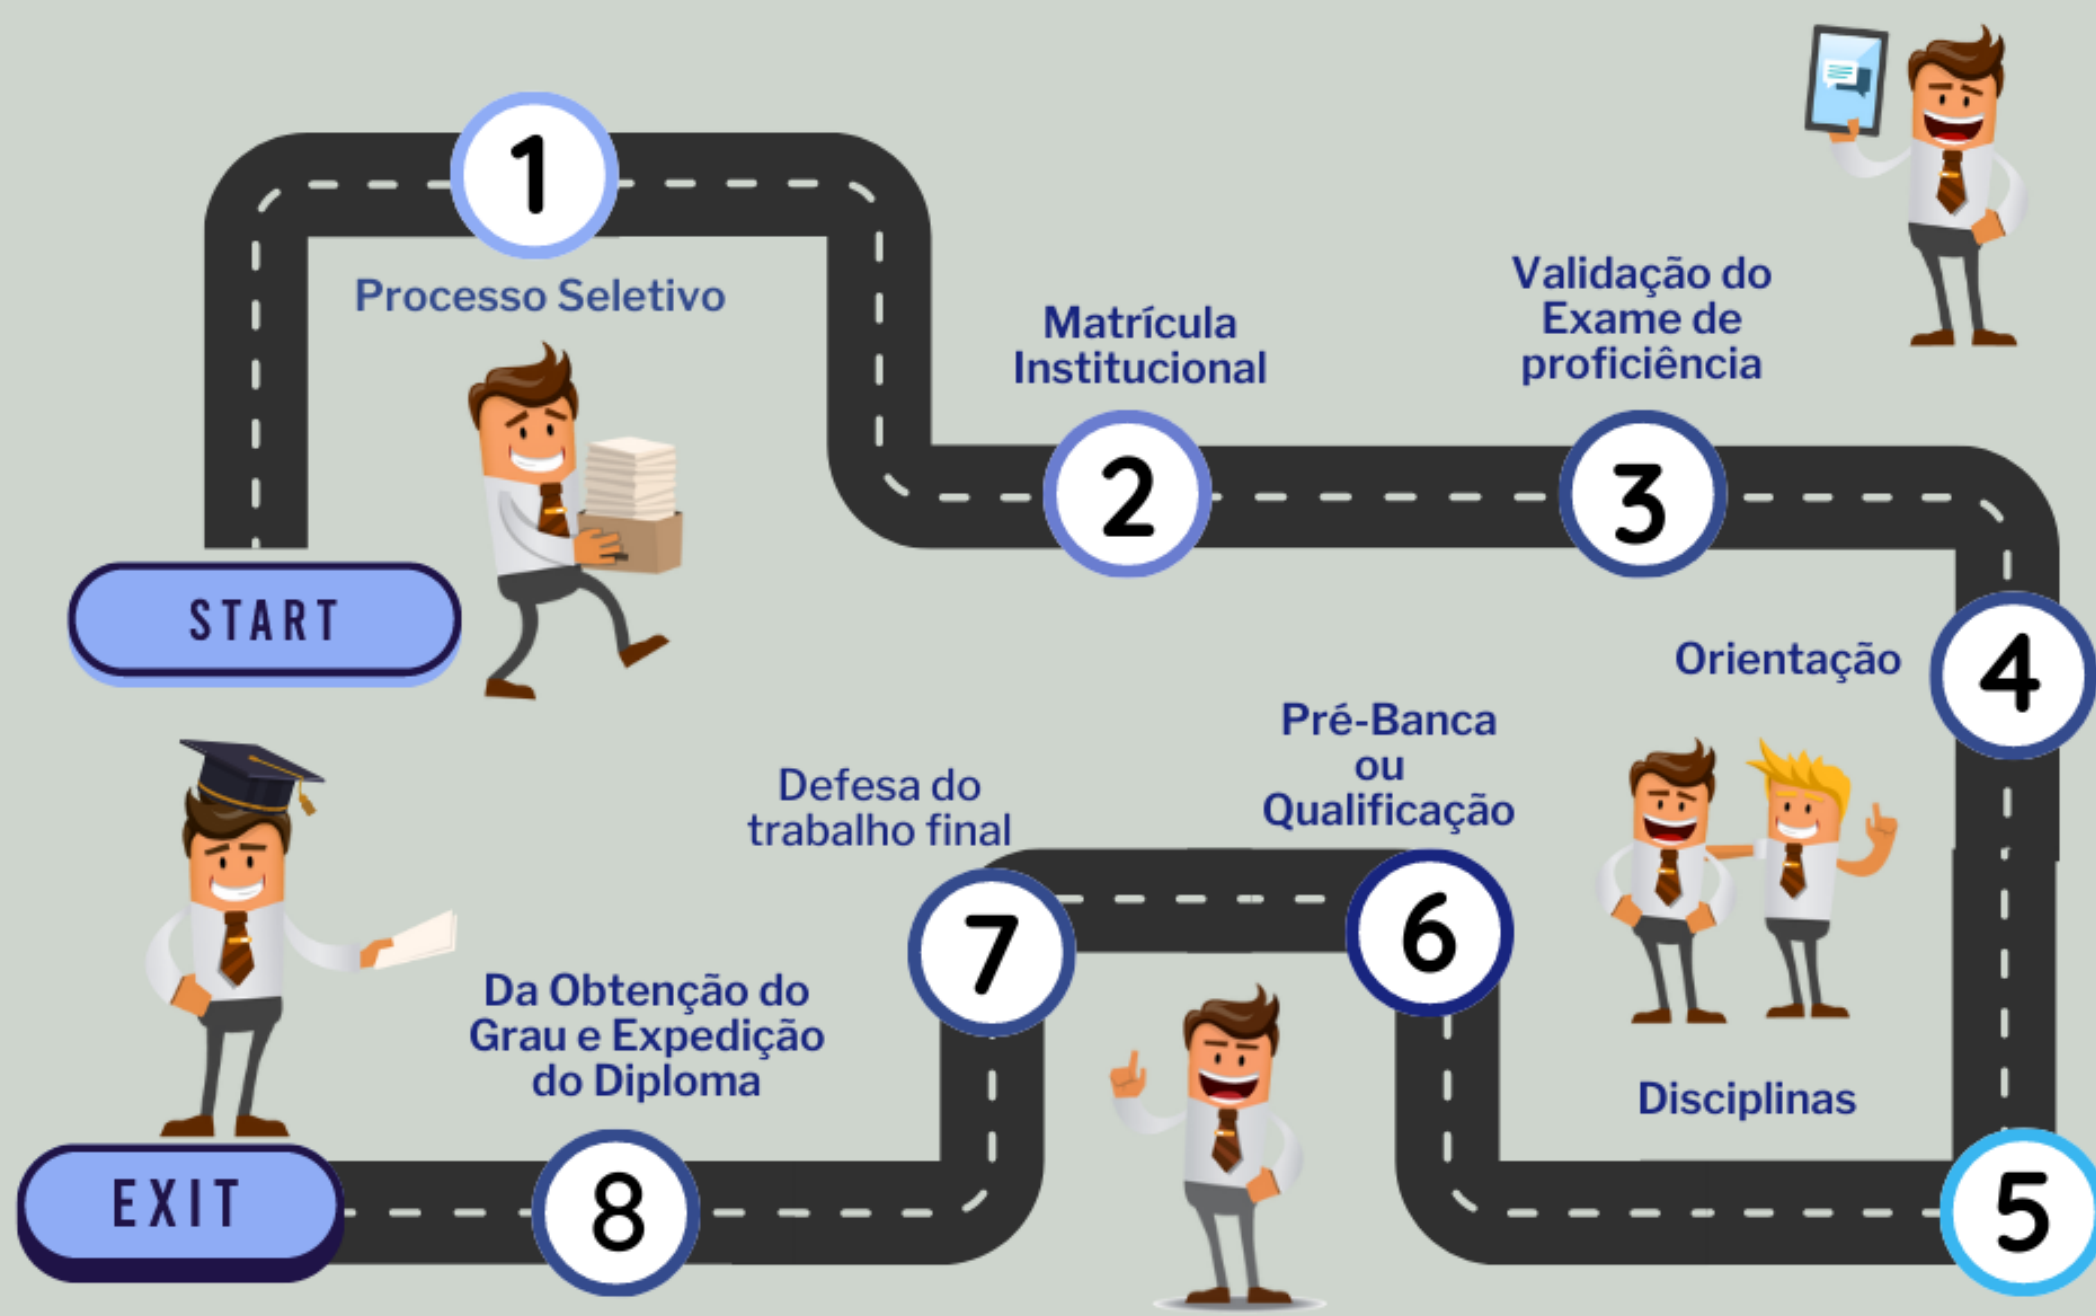 START
1
Processo Seletivo
Matrícula
Institucional
2
Validação do
Exame de
proficiência
3
Orientação
4
Disciplinas
5
Pré-Banca
ou
Qualificação
6
Defesa do
trabalho final
7
Da Obtenção do
Grau e Expedição
do Diploma
8
EXIT